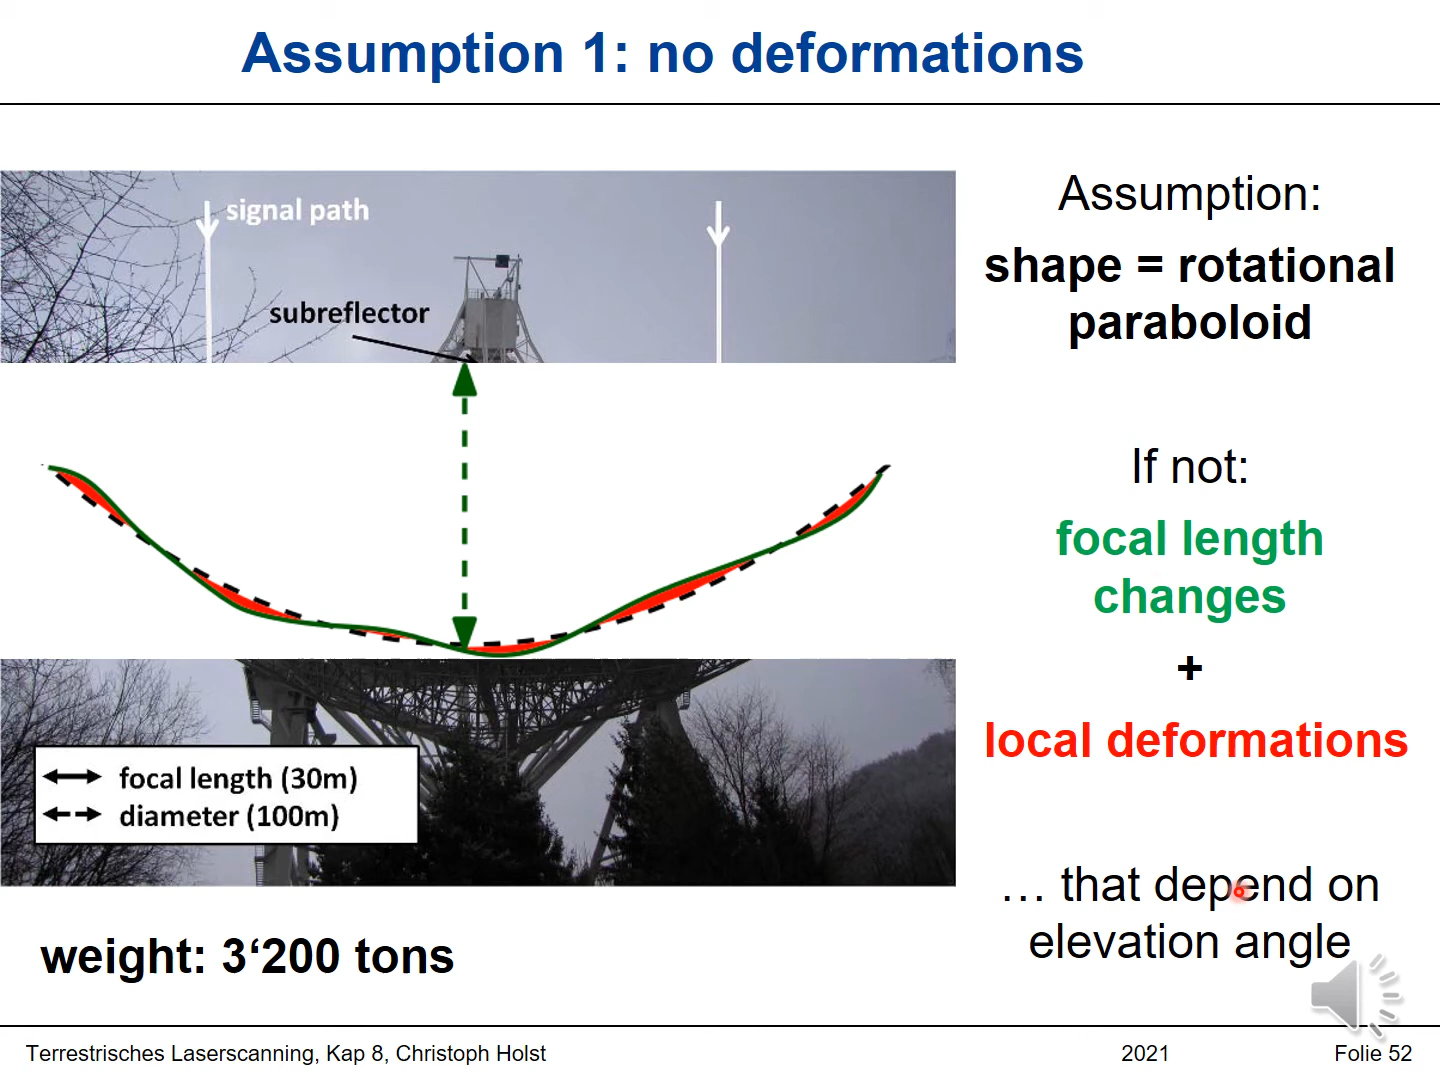 Assumption 1: no deformations
signal path
subreflector
focal length (30m)
diameter (100m)
weight: 3‘200 tons
Assumption:
shape = rotational
paraboloid
If not:
focal length
changes
+
local deformations
… that depend on
elevation angle
Terrestrisches Laserscanning, Kap 8, Christoph Holst
2021
Folie 52